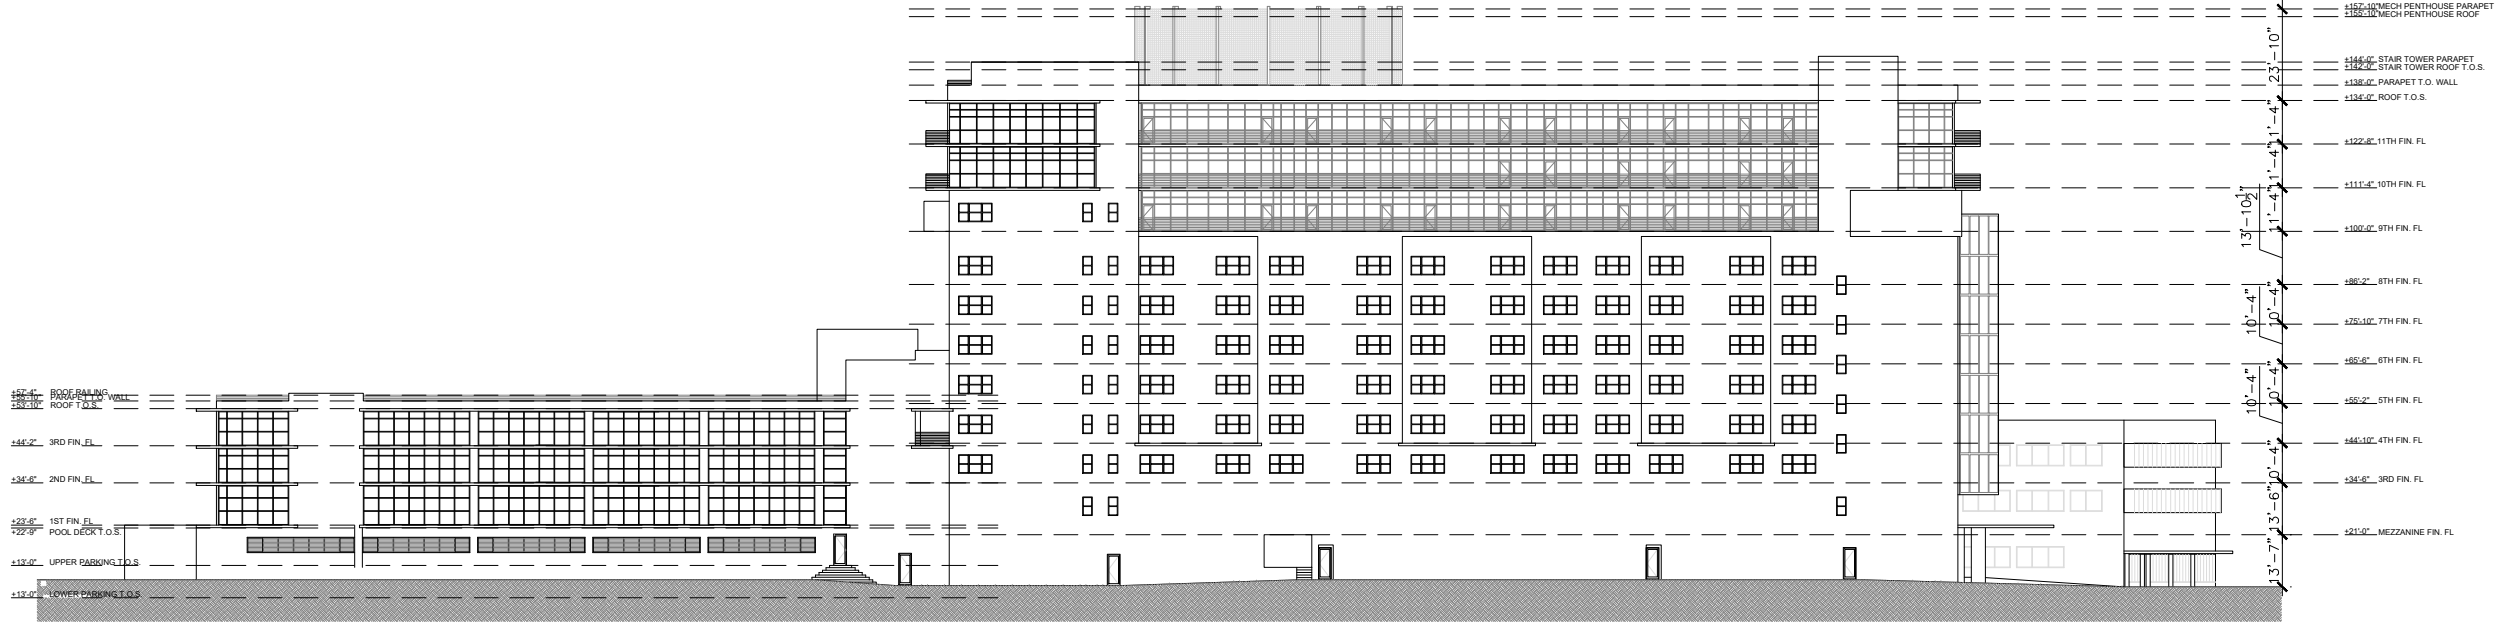 +157'-10" MECH PENTHOUSE PARAPET
+155'-10" MECH PENTHOUSE ROOF
+144'-0" STAIR TOWER PARAPET
+142'-0" STAIR TOWER ROOF T.O.S.
+138'-0" PARAPET T.O. WALL
+134'-0" ROOF T.O.S.
+122'-8" 11TH FIN. FL
+111'-4" 10TH FIN. FL
+100'-0" 9TH FIN. FL
+86'-2" 8TH FIN. FL
+75'-10" 7TH FIN. FL
+65'-6" 6TH FIN. FL
+55'-2" 5TH FIN. FL
+44'-10" 4TH FIN. FL
+34'-6" 3RD FIN. FL
+21'-0" MEZZANINE FIN. FL
23'-10"
11'-4"
11'-4"
11'-4"
13'-10 1/2"
10'-4"
10'-4"
10'-4"
10'-4"
10'-4"
13'-6"
13'-7"
+57'-4" ROOF RAILING
+55'-10" PARAPET T.O. WALL
+53'-10" ROOF T.O.S.
+44'-2" 3RD FIN. FL
+34'-6" 2ND FIN. FL
+23'-6" 1ST FIN. FL
+22'-9" POOL DECK T.O.S.
+13'-0" UPPER PARKING T.O.S.
+13'-0" LOWER PARKING T.O.S.